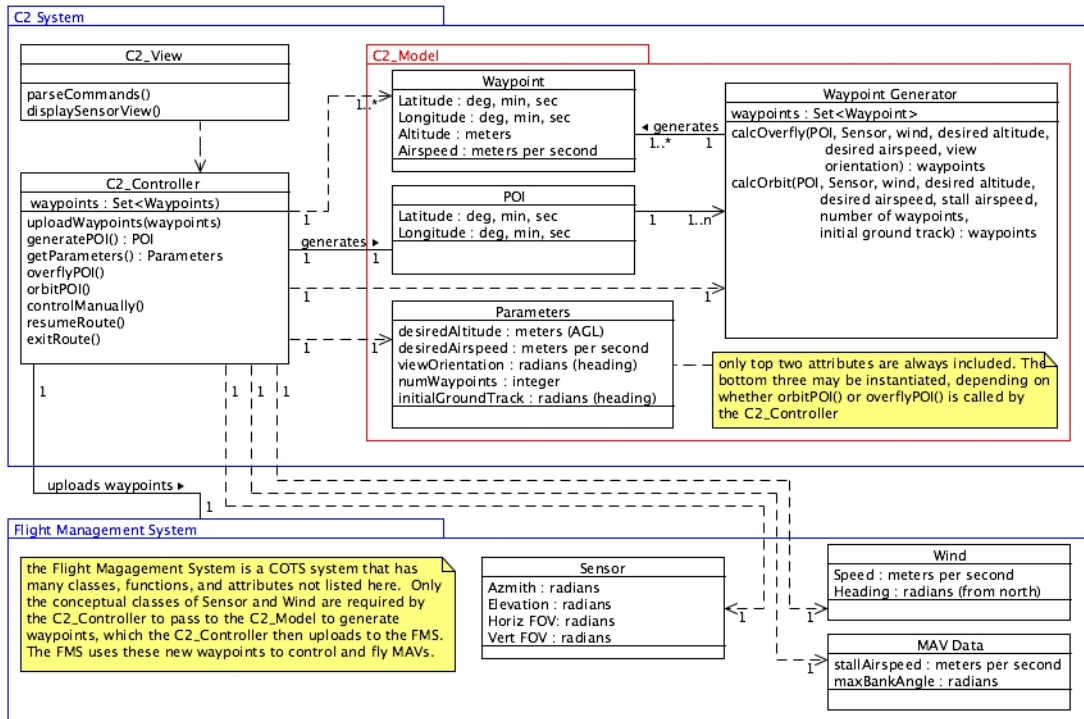 C2 System
C2_View
parseCommands()
displaySensorView()
C2_Controller
waypoints : Set<Waypoints)
uploadWaypoints(waypoints)
generatePOI() : POI
getParameters() : Parameters
overflyPOI()
orbitPOI()
controlManually()
resumeRoute()
exitRoute()
C2_Model
Waypoint
Latitude : deg, min, sec
Longitude : deg, min, sec
Altitude : meters
Airspeed : meters per second
1..*
1
◀ generates
1..*
1
Waypoint Generator
waypoints : Set<Waypoint>
calcOverfly(POI, Sensor, wind, desired altitude,
desired airspeed, view
orientation) : waypoints
calcOrbit(POI, Sensor, wind, desired altitude,
desired airspeed, stall airspeed,
number of waypoints,
initial ground track) : waypoints
POI
Latitude : deg, min, sec
Longitude : deg, min, sec
1
1..n
generates ▶
1
1
1
1
Parameters
desiredAltitude : meters (AGL)
desiredAirspeed : meters per second
viewOrientation : radians (heading)
numWaypoints : integer
initialGroundTrack : radians (heading)
1
1
only top two attributes are always included. The
bottom three may be instantiated, depending on
whether orbitPOI() or overflyPOI() is called by
the C2_Controller
1
1
1
1
uploads waypoints ▶
1
Flight Management System
the Flight Magagement System is a COTS system that has
many classes, functions, and attributes not listed here. Only
the conceptual classes of Sensor and Wind are required by
the C2_Controller to pass to the C2_Model to generate
waypoints, which the C2_Controller then uploads to the FMS.
The FMS uses these new waypoints to control and fly MAVs.
Sensor
Azmith : radians
Elevation : radians
Horiz FOV: radians
Vert FOV : radians
1
Wind
Speed : meters per second
Heading : radians (from north)
1
MAV Data
stallAirspeed : meters per second
maxBankAngle : radians
1